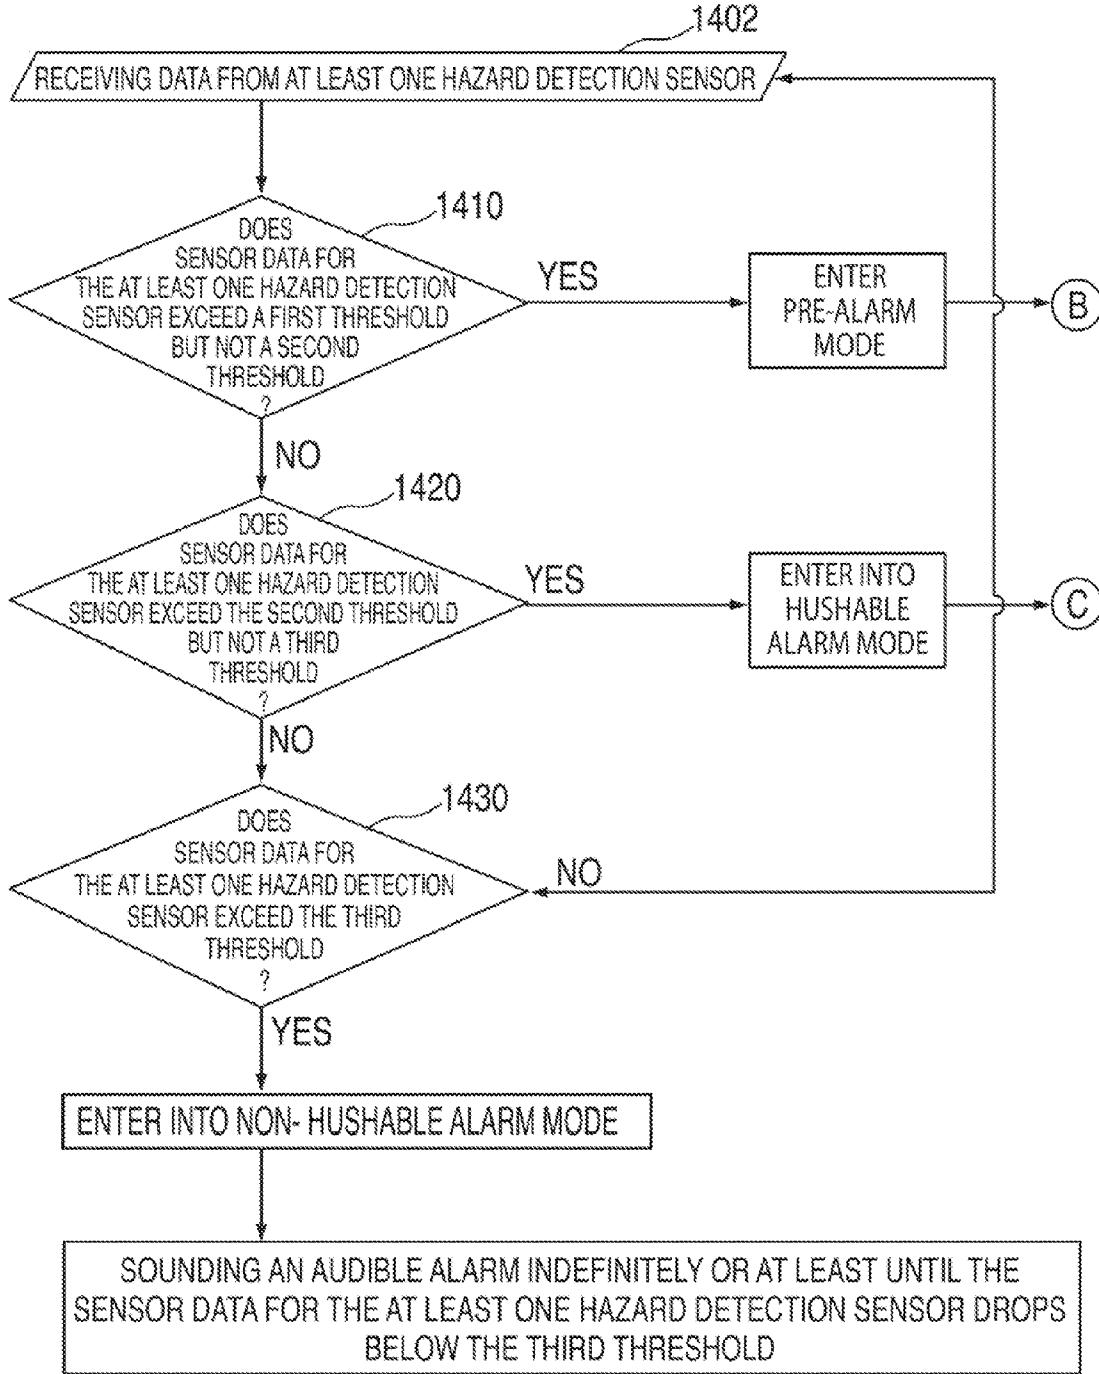 1402
RECEIVING DATA FROM AT LEAST ONE HAZARD DETECTION SENSOR
1410
DOES
SENSOR DATA FOR
THE AT LEAST ONE HAZARD DETECTION
SENSOR EXCEED A FIRST THRESHOLD
BUT NOT A SECOND
THRESHOLD
?
YES
ENTER
PRE-ALARM
MODE
B
NO
1420
DOES
SENSOR DATA FOR
THE AT LEAST ONE HAZARD DETECTION
SENSOR EXCEED THE SECOND THRESHOLD
BUT NOT A THIRD
THRESHOLD
?
YES
ENTER INTO
HUSHABLE
ALARM MODE
C
NO
1430
DOES
SENSOR DATA FOR
THE AT LEAST ONE HAZARD DETECTION
SENSOR EXCEED THE THIRD
THRESHOLD
?
NO
YES
ENTER INTO NON- HUSHABLE ALARM MODE
SOUNDING AN AUDIBLE ALARM INDEFINITELY OR AT LEAST UNTIL THE
SENSOR DATA FOR THE AT LEAST ONE HAZARD DETECTION SENSOR DROPS
BELOW THE THIRD THRESHOLD